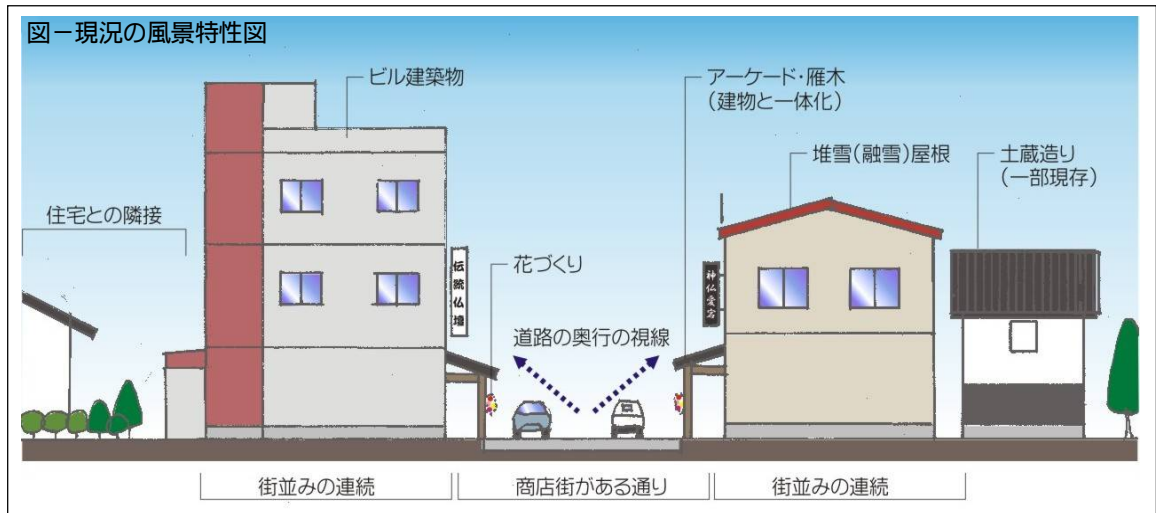 図－現況の風景特性図
ビル建築物
アーケード・雁木
（建物と一体化）
堆雪（融雪）屋根
土蔵造り
（一部現存）
住宅との隣接
伝統仏壇
花づくり
神仏愛宕
道路の奥行の視線
街並みの連続
商店街がある通り
街並みの連続